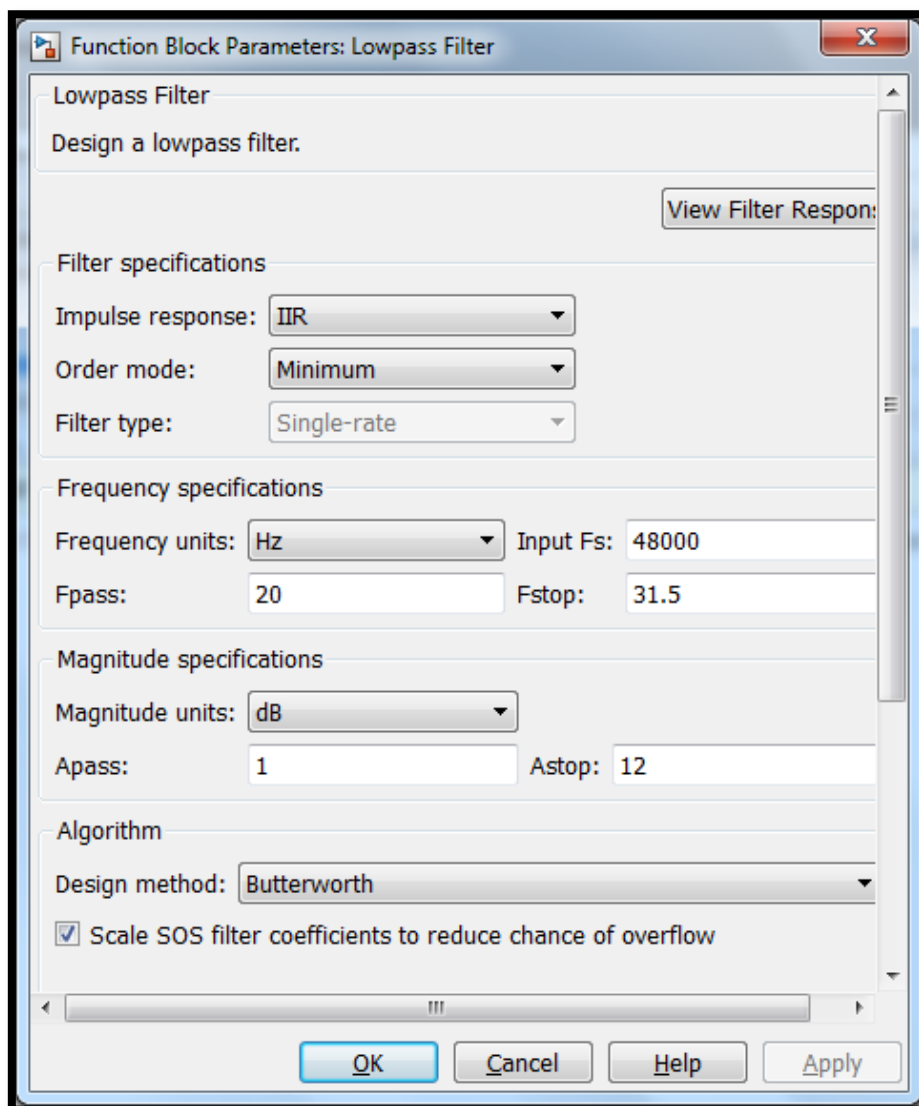 Function Block Parameters: Lowpass Filter
Lowpass Filter
Design a lowpass filter.
View Filter Respon
Filter specifications
Impulse response: IIR
Order mode: Minimum
Filter type: Single-rate
Frequency specifications
Frequency units: Hz Input Fs: 48000
Fpass: 20 Fstop: 31.5
Magnitude specifications
Magnitude units: dB
Apass: 1 Astop: 12
Algorithm
Design method: Butterworth
Scale SOS filter coefficients to reduce chance of overflow
OK Cancel Help Apply